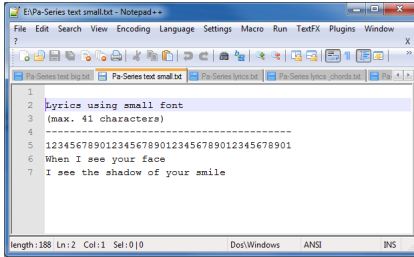 E:\Pa-Series text small.txt - Notepad++
File Edit Search View Encoding Language Settings Macro Run TextFX Plugins Window
? X
Pa-Series text big.txt Pa-Series text small.txt Pa-Series lyrics.txt Pa-Series lyrics_chords.txt Pa
1
2 Lyrics using small font
3 (max. 41 characters)
4 -----------------------------------------
5 12345678901234567890123456789012345678901
6 When I see your face
7 I see the shadow of your smile
length : 188 Ln : 2 Col : 1 Sel : 0 | 0 Dos\Windows ANSI INS